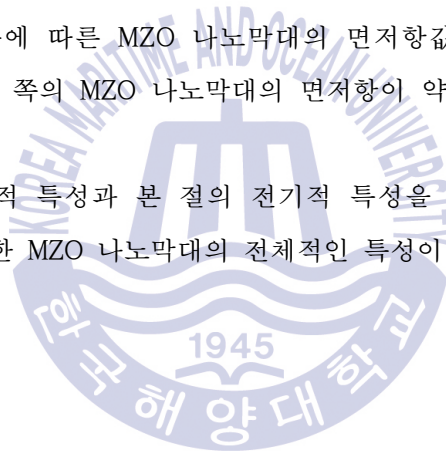 에 따른 MZO 나노막대의 면저항값
쪽의 MZO 나노막대의 면저항이 약
적 특성과 본 절의 전기적 특성을
한 MZO 나노막대의 전체적인 특성이
KOREA MARITIME AND OCEAN UNIVERSITY
1945
한국해양대학교